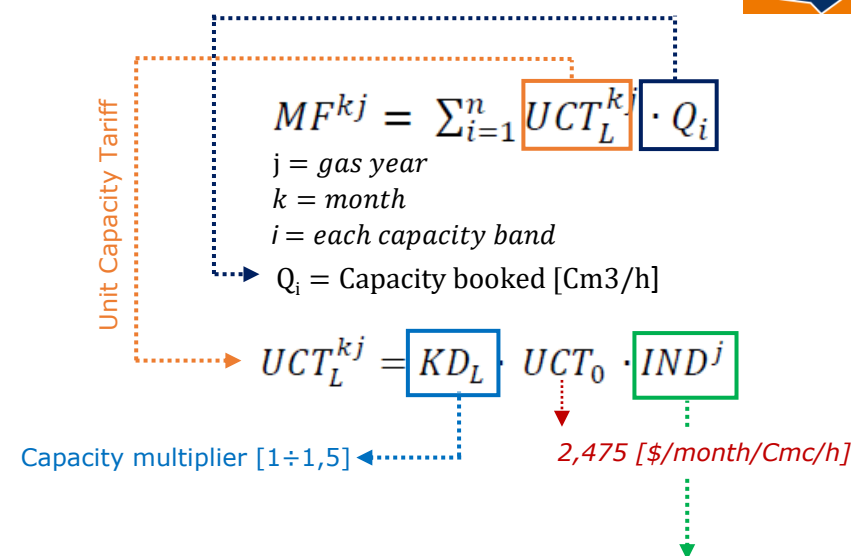 Unit Capacity Tariff
MF^{kj} = ∑_{i=1}^{n} UCT_L^{kj} · Q_i
j = gas year
k = month
i = each capacity band
Q_i = Capacity booked [Cm3/h]
UCT_L^{kj} = KD_L · UCT_0 · IND^j
Capacity multiplier [1÷1,5]
2,475 [$/month/Cmc/h]